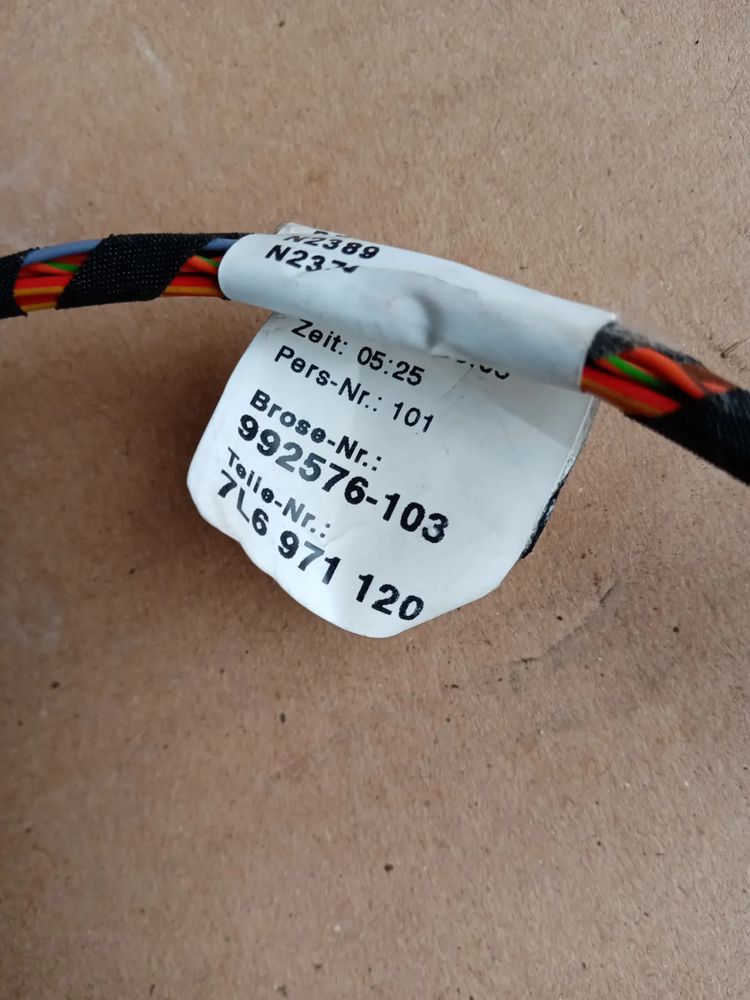 N2389
Zeit: 05:25
Pers-Nr.: 101
Brose-Nr.:
992576-103
Teile-Nr.:
7L6 971 120